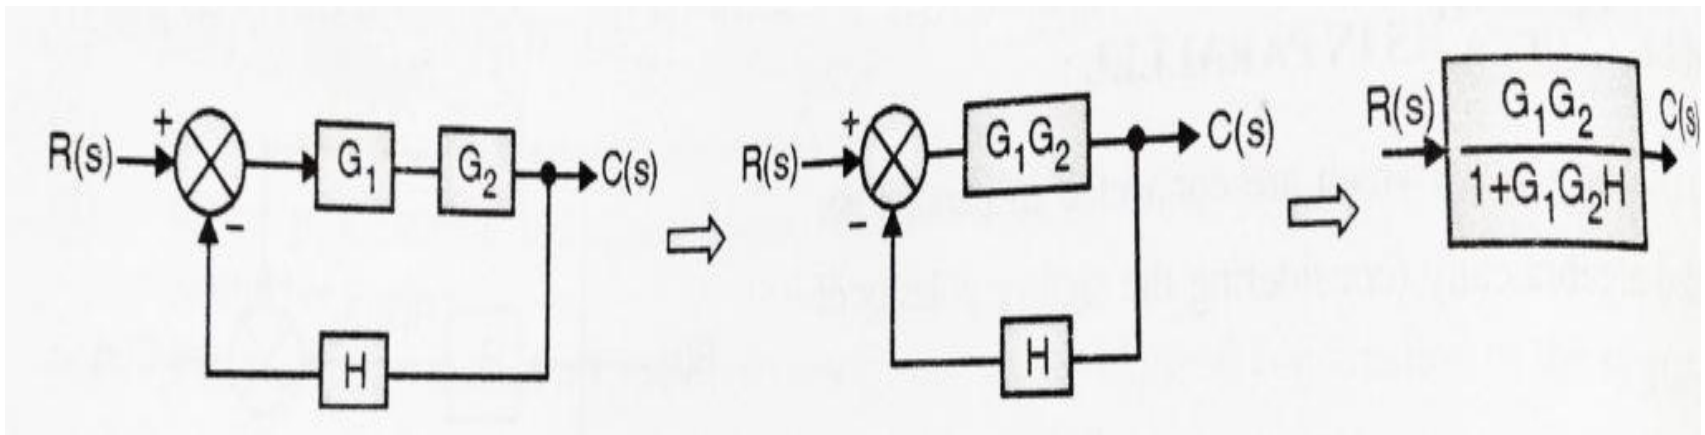 R(s) + - G₁ G₂ C(s) H
R(s) + - G₁G₂ C(s) H
R(s) G₁G₂ C(s)
1+G₁G₂H